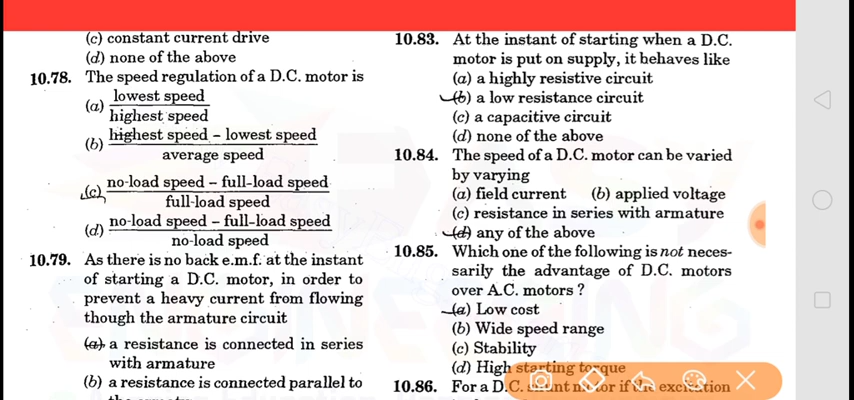 (c) constant current drive
(d) none of the above
10.78. The speed regulation of a D.C. motor is
(a) lowest speed
highest speed
(b) highest speed – lowest speed
average speed
(c) no-load speed – full-load speed
full-load speed
(d) no-load speed – full-load speed
no-load speed
10.79. As there is no back e.m.f. at the instant
of starting a D.C. motor, in order to
prevent a heavy current from flowing
though the armature circuit
(a) a resistance is connected in series
with armature
(b) a resistance is connected parallel to
10.83. At the instant of starting when a D.C.
motor is put on supply, it behaves like
(a) a highly resistive circuit
(b) a low resistance circuit
(c) a capacitive circuit
(d) none of the above
10.84. The speed of a D.C. motor can be varied
by varying
(a) field current (b) applied voltage
(c) resistance in series with armature
(d) any of the above
10.85. Which one of the following is not neces-
sarily the advantage of D.C. motors
over A.C. motors ?
(a) Low cost
(b) Wide speed range
(c) Stability
(d) High starting torque
10.86. For a D.C. motor if the excitation